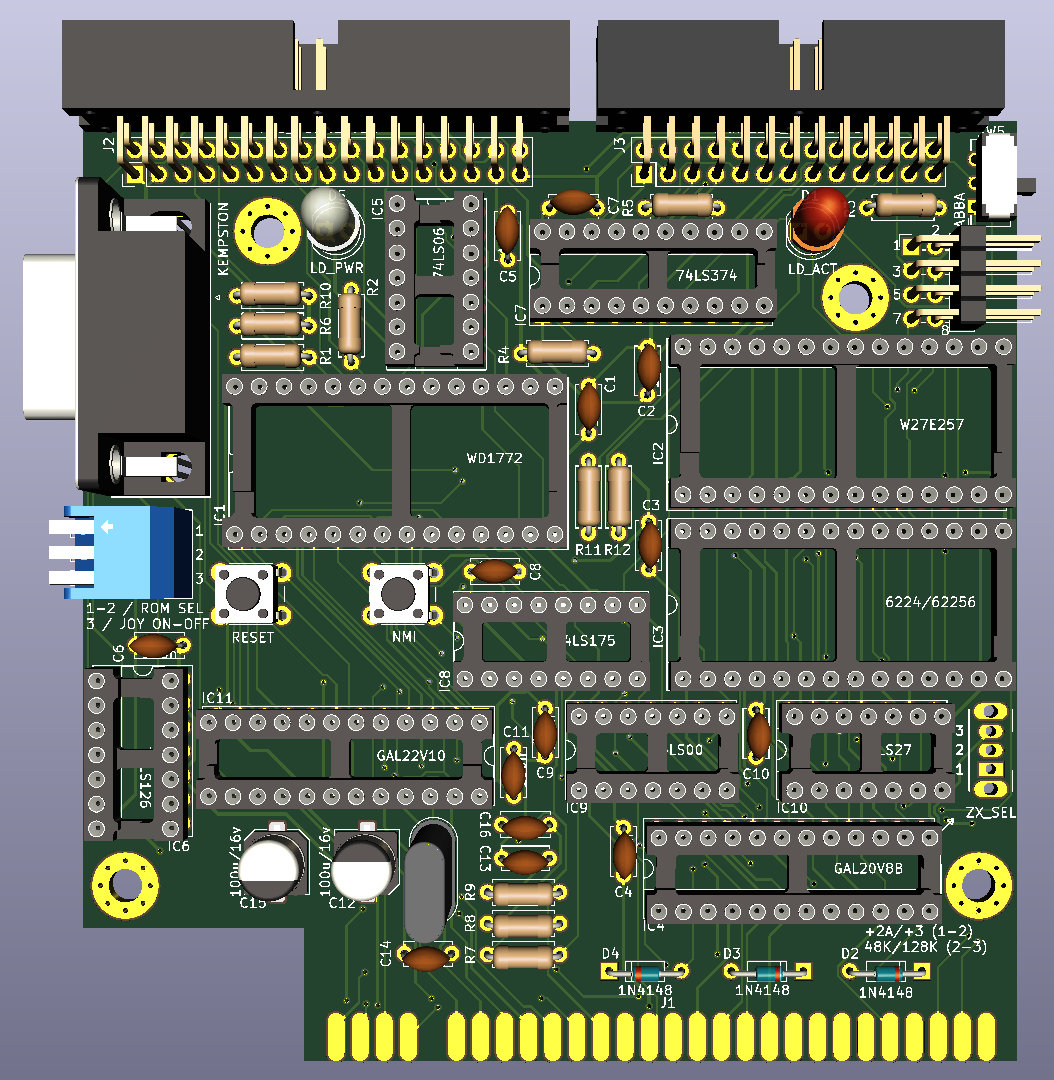 J2
J3
W5
KEMPSTON
LD_PWR
IC5
74LS06
C7
R5
2
ABBA
C5
74LS374
LD_ACT
1
2
3
6
7
8
IC7
R10
R6
R1
R2
R4
C1
C2
W27E257
IC2
WD1772
IC1
C3
R11
R12
1
2
3
1-2 / ROM SEL
3 / JOY ON-OFF
RESET
NMI
C8
6224/62256
IC3
4LS175
IC8
C6
IC11
GAL22V10
C11
C9
LS00
IC9
C10
LS27
IC10
3
2
1
ZX_SEL
S126
IC6
100u/16v
C15
100u/16v
C12
C16
C13
R9
R8
R7
C14
C4
GAL20V8B
IC4
+2A/+3 (1-2)
48K/128K (2-3)
D4
1N4148
D3
1N4148
D2
1N4148
J1